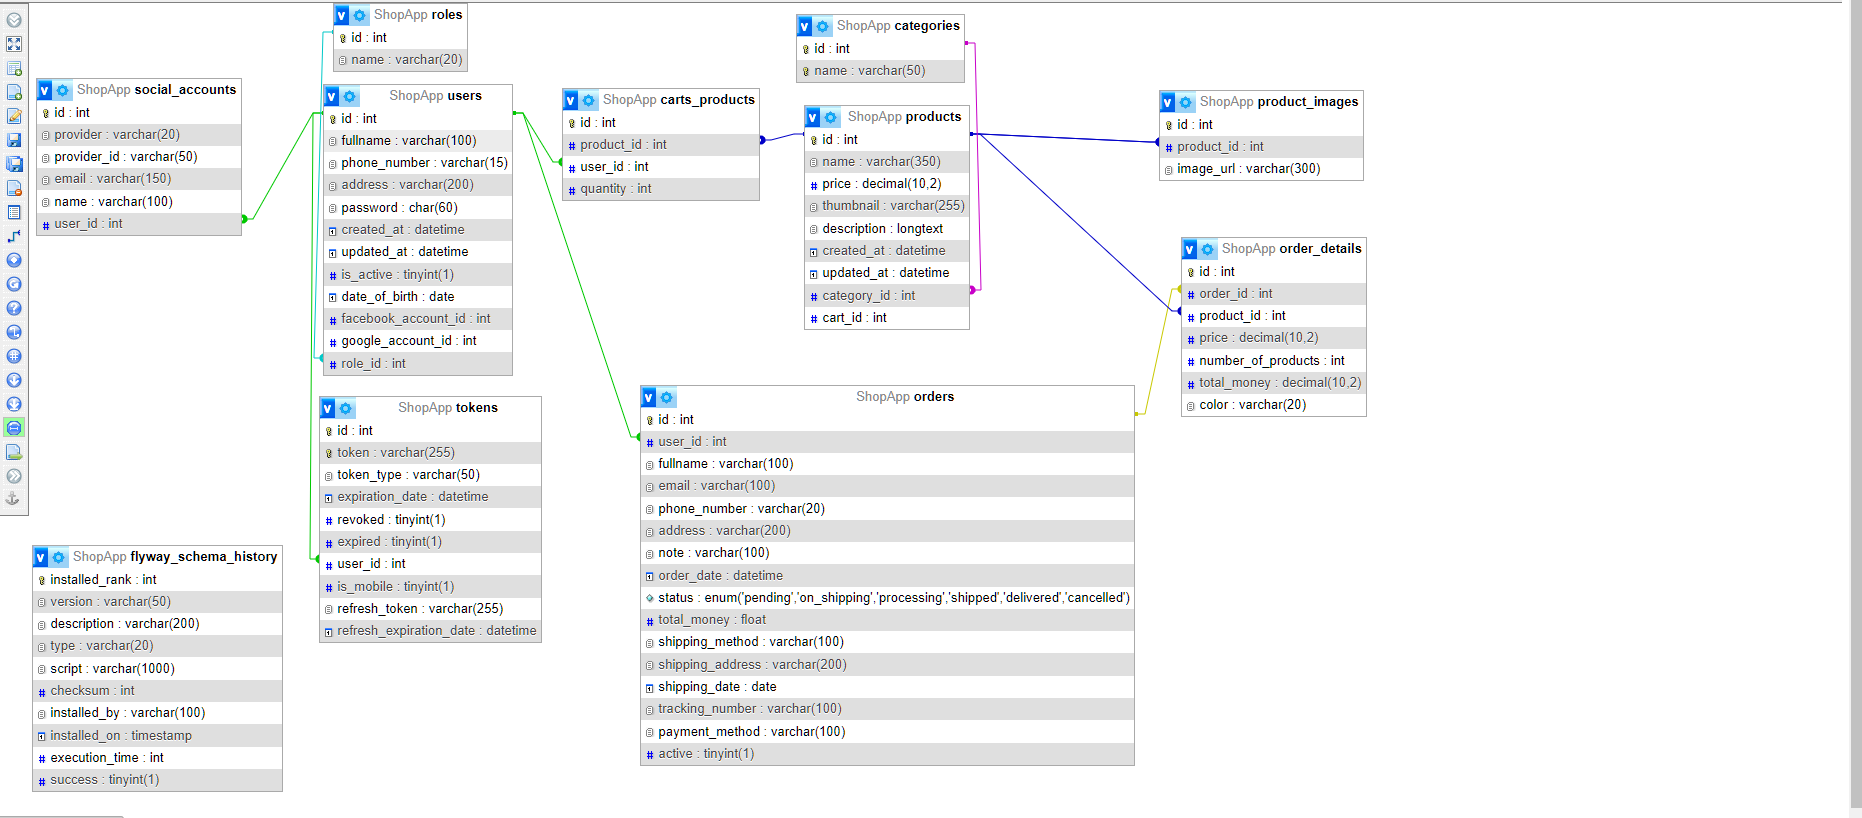 ShopApp roles
id : int
name : varchar(20)
ShopApp categories
id : int
name : varchar(50)
ShopApp social_accounts
id : int
provider : varchar(20)
provider_id : varchar(50)
email : varchar(150)
name : varchar(100)
user_id : int
ShopApp users
id : int
fullname : varchar(100)
phone_number : varchar(15)
address : varchar(200)
password : char(60)
created_at : datetime
updated_at : datetime
is_active : tinyint(1)
date_of_birth : date
facebook_account_id : int
google_account_id : int
role_id : int
ShopApp carts_products
id : int
product_id : int
user_id : int
quantity : int
ShopApp products
id : int
name : varchar(350)
price : decimal(10,2)
thumbnail : varchar(255)
description : longtext
created_at : datetime
updated_at : datetime
category_id : int
cart_id : int
ShopApp product_images
id : int
product_id : int
image_url : varchar(300)
ShopApp order_details
id : int
order_id : int
product_id : int
price : decimal(10,2)
number_of_products : int
total_money : decimal(10,2)
color : varchar(20)
ShopApp tokens
id : int
token : varchar(255)
token_type : varchar(50)
expiration_date : datetime
revoked : tinyint(1)
expired : tinyint(1)
user_id : int
is_mobile : tinyint(1)
refresh_token : varchar(255)
refresh_expiration_date : datetime
ShopApp orders
id : int
user_id : int
fullname : varchar(100)
email : varchar(100)
phone_number : varchar(20)
address : varchar(200)
note : varchar(100)
order_date : datetime
status : enum('pending','on_shipping','processing','shipped','delivered','cancelled')
total_money : float
shipping_method : varchar(100)
shipping_address : varchar(200)
shipping_date : date
tracking_number : varchar(100)
payment_method : varchar(100)
active : tinyint(1)
ShopApp flyway_schema_history
installed_rank : int
version : varchar(50)
description : varchar(200)
type : varchar(20)
script : varchar(1000)
checksum : int
installed_by : varchar(100)
installed_on : timestamp
execution_time : int
success : tinyint(1)